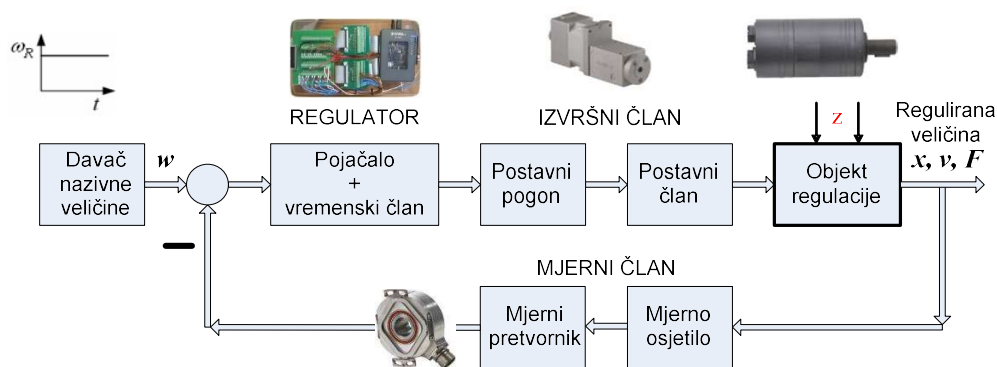 ω_R
t
REGULATOR
IZVRŠNI ČLAN
Z
Regulirana
veličina
x, v, F
Davač
nazivne
veličine
w
Pojačalo
+
vremenski član
Postavni
pogon
Postavni
član
Objekt
regulacije
−
MJERNI ČLAN
Mjerni
pretvornik
Mjerno
osjetilo